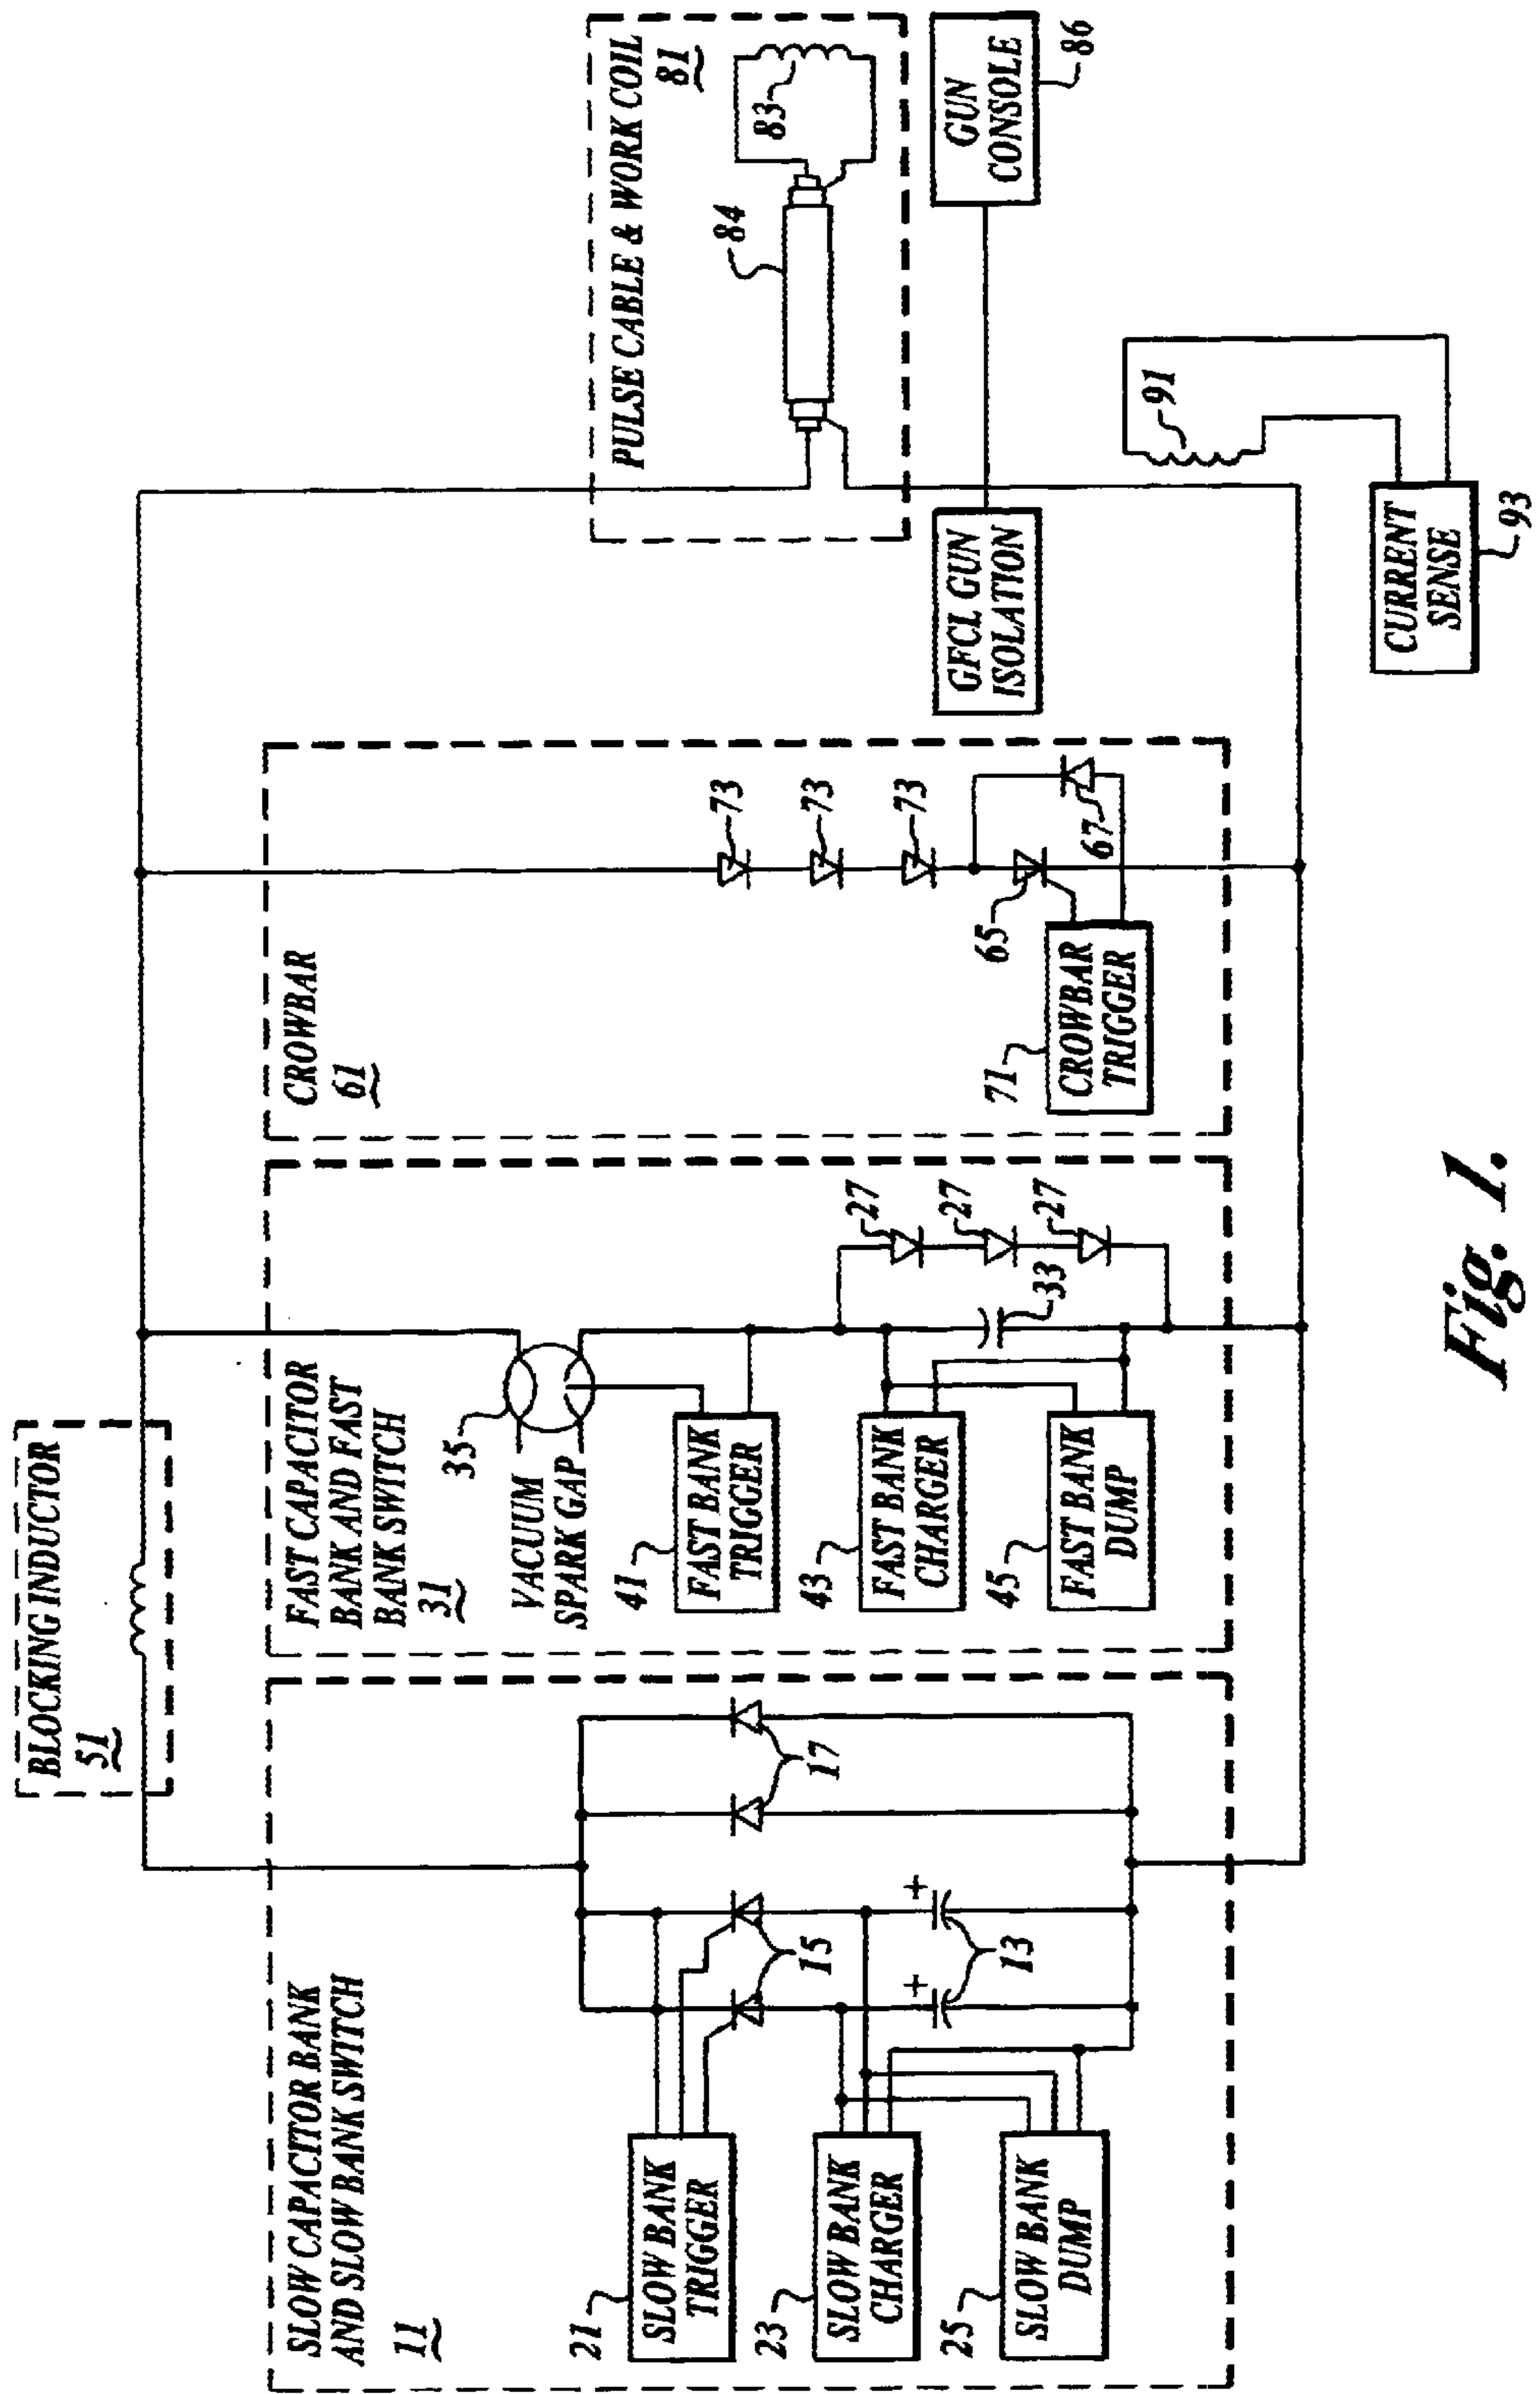 BLOCKING INDUCTOR
51
SLOW CAPACITOR BANK
AND SLOW BANK SWITCH
11
21
SLOW BANK
TRIGGER
23
SLOW BANK
CHARGER
25
SLOW BANK
DUMP
15
17
+
+
13
FAST CAPACITOR
BANK AND FAST
BANK SWITCH
31
35
VACUUM
SPARK GAP
41
FAST BANK
TRIGGER
43
FAST BANK
CHARGER
45
FAST BANK
DUMP
27
27
27
33
CROWBAR
61
73
73
73
65
67
71
CROWBAR
TRIGGER
PULSE CABLE & WORK COIL
81
84
83
GFCL GUN
ISOLATION
GUN
CONSOLE
86
91
CURRENT
SENSE
93
Fig. 1.